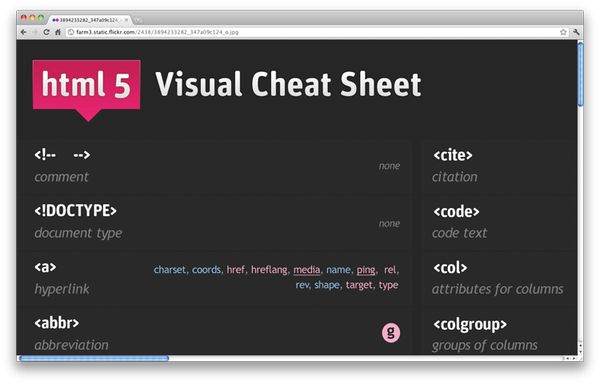 3894233282_347a09c124_
farm3.static.flickr.com/2438/3894233282_347a09c124_o.jpg
html 5 Visual Cheat Sheet
<!-- -->
comment
none
<!DOCTYPE>
document type
none
<a>
hyperlink
charset, coords, href, hreflang, media, name, ping, rel,
rev, shape, target, type
<abbr>
abbreviation
g
<cite>
citation
<code>
code text
<col>
attributes for columns
<colgroup>
groups of columns